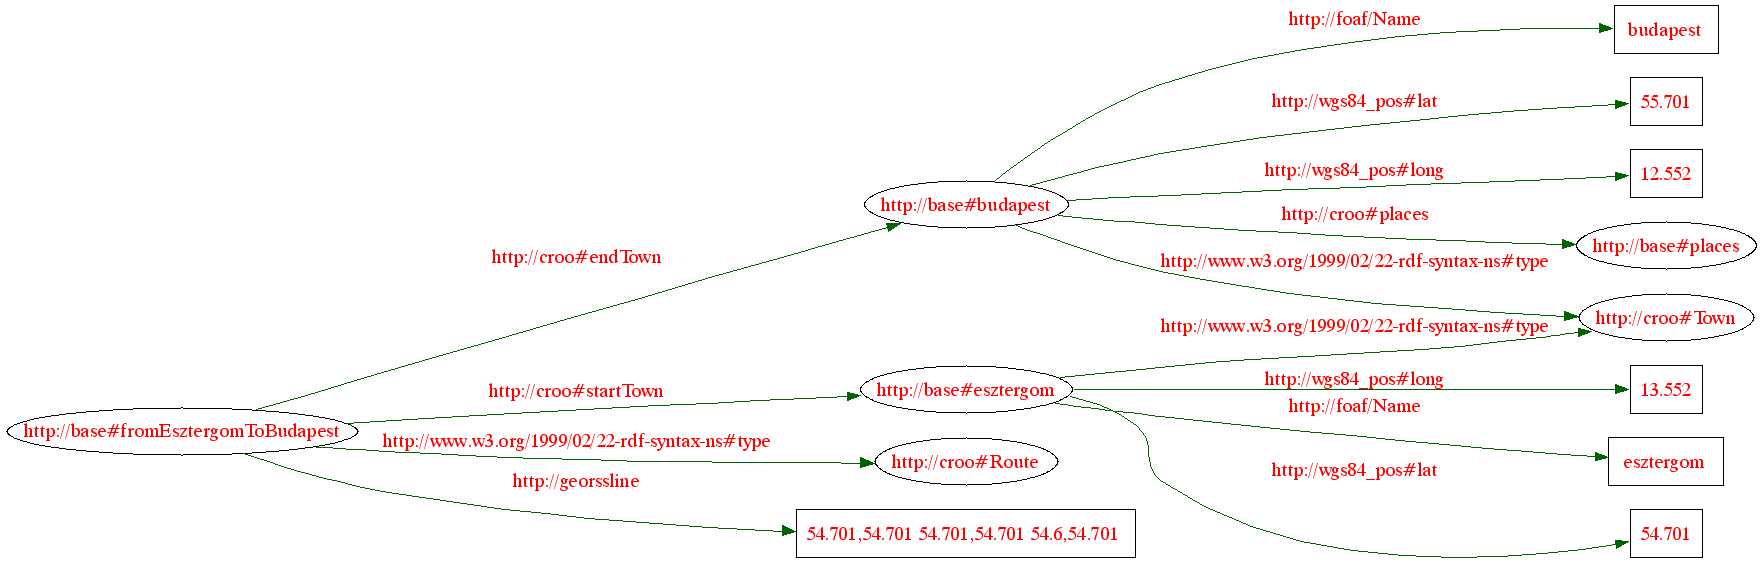 http://foaf/Name
budapest
http://wgs84_pos#lat
55.701
http://wgs84_pos#long
12.552
http://base#budapest
http://croo#places
http://base#places
http://croo#endTown
http://www.w3.org/1999/02/22-rdf-syntax-ns#type
http://croo#Town
http://www.w3.org/1999/02/22-rdf-syntax-ns#type
http://croo#startTown
http://base#esztergom
http://wgs84_pos#long
13.552
http://foaf/Name
http://base#fromEsztergomToBudapest
http://www.w3.org/1999/02/22-rdf-syntax-ns#type
http://croo#Route
esztergom
http://wgs84_pos#lat
http://georssline
54.701,54.701 54.701,54.701 54.6,54.701
54.701